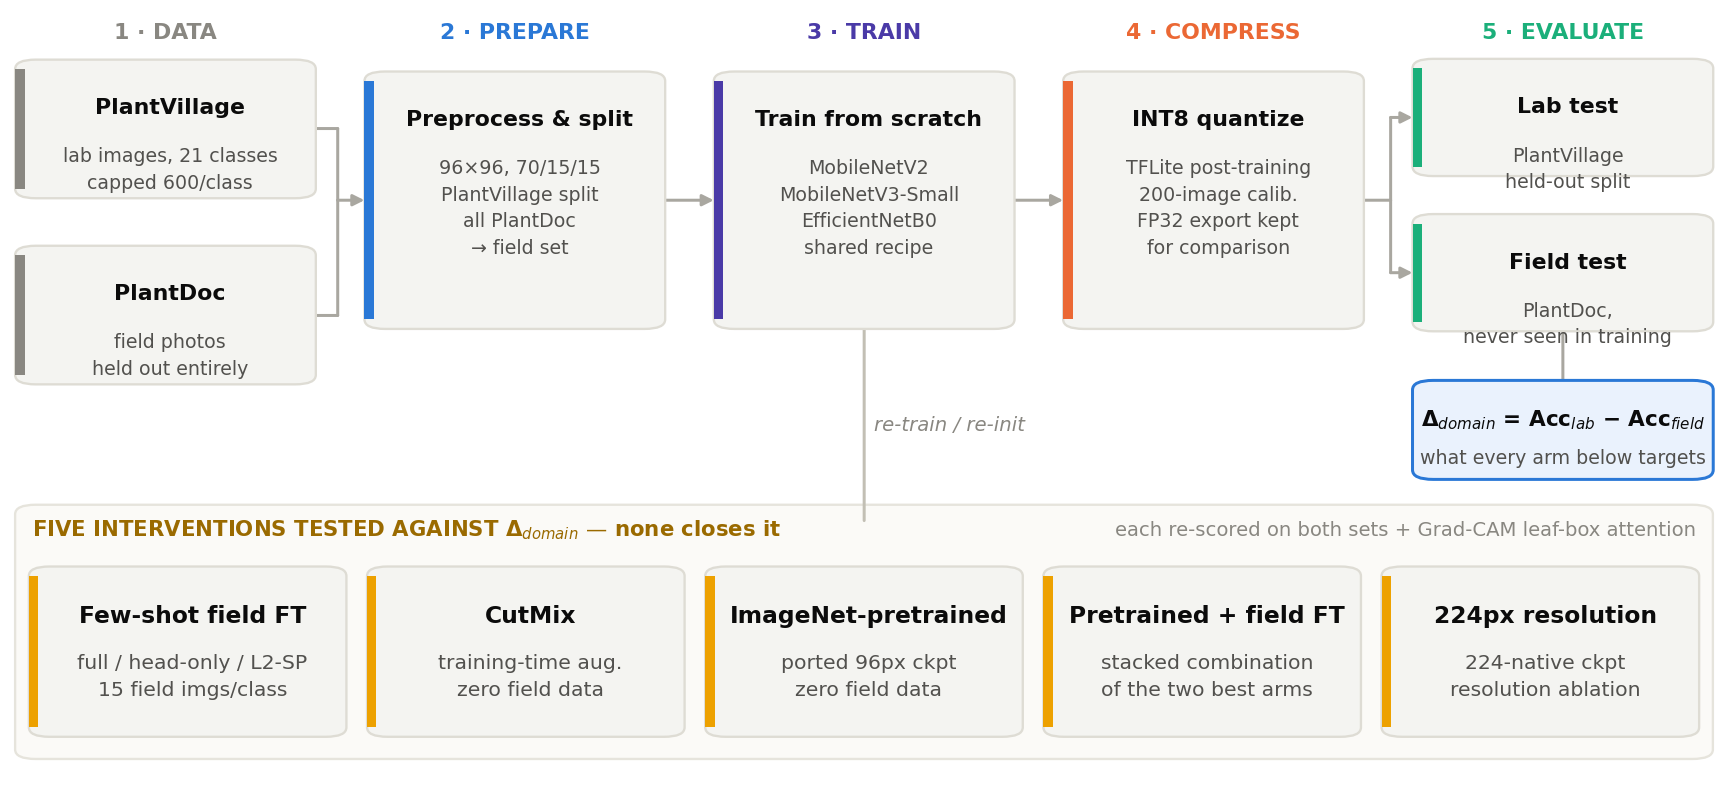 1 · DATA
PlantVillage
lab images, 21 classes
capped 600/class
PlantDoc
field photos
held out entirely
2 · PREPARE
Preprocess & split
96×96, 70/15/15
PlantVillage split
all PlantDoc
→ field set
3 · TRAIN
Train from scratch
MobileNetV2
MobileNetV3-Small
EfficientNetB0
shared recipe
4 · COMPRESS
INT8 quantize
TFLite post-training
200-image calib.
FP32 export kept
for comparison
5 · EVALUATE
Lab test
PlantVillage
held-out split
Field test
PlantDoc,
never seen in training
Δdomain = Acclab − Accfield
what every arm below targets
re-train / re-init
FIVE INTERVENTIONS TESTED AGAINST Δdomain — none closes it
each re-scored on both sets + Grad-CAM leaf-box attention
Few-shot field FT
full / head-only / L2-SP
15 field imgs/class
CutMix
training-time aug.
zero field data
ImageNet-pretrained
ported 96px ckpt
zero field data
Pretrained + field FT
stacked combination
of the two best arms
224px resolution
224-native ckpt
resolution ablation